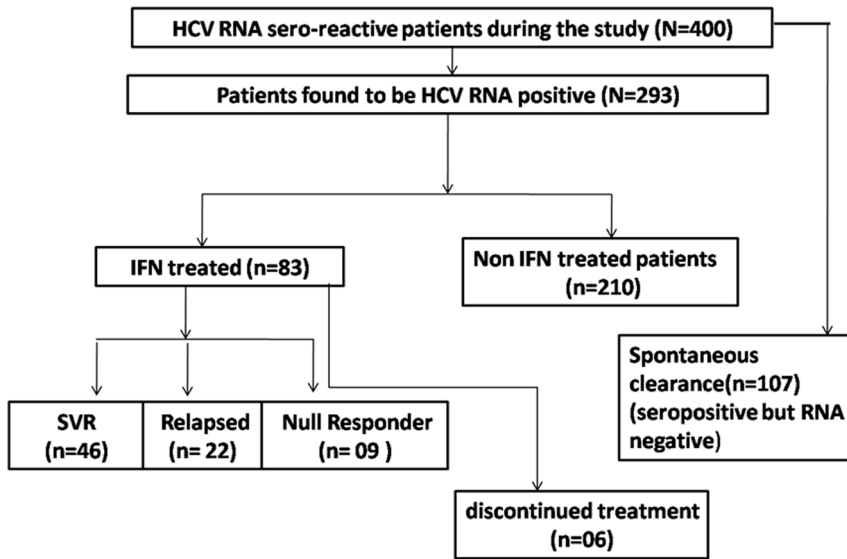 HCV RNA sero-reactive patients during the study (N=400)
Patients found to be HCV RNA positive (N=293)
IFN treated (n=83)
Non IFN treated patients
(n=210)
Spontaneous
clearance(n=107)
(seropositive but RNA
negative)
SVR
(n=46)
Relapsed
(n= 22)
Null Responder
(n= 09 )
discontinued treatment
(n=06)